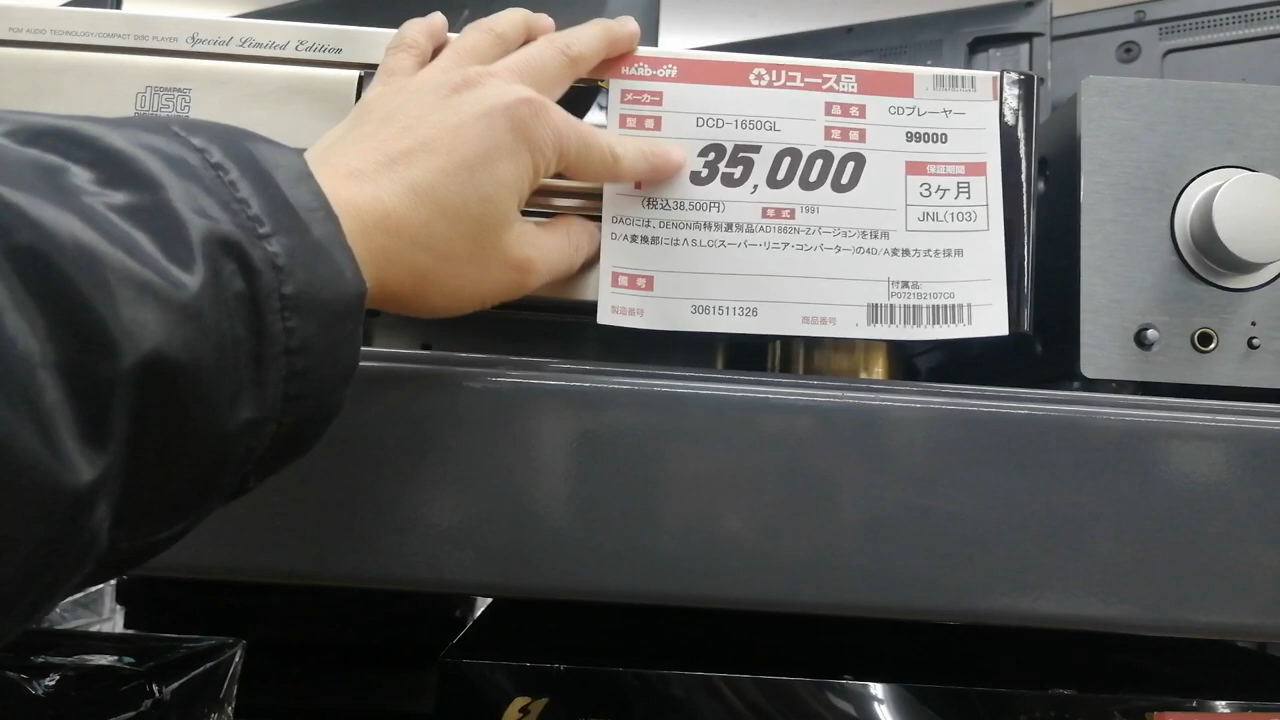 PCM AUDIO TECHNOLOGY/COMPACT DISC PLAYER Special Limited Edition
COMPACT
disc
DIGITAL AUDIO
HARD・OFF
リユース品
メーカー
品名 CDプレーヤー
型番 DCD-1650GL
定価 99000
35,000
保証期間
3ヶ月
JNL(103)
(税込38,500円)
年式 1991
DACには、DENON向特別選別品(AD1862N-Zバージョン)を採用
D/A変換部にはΛS.L.C(スーパー・リニア・コンバーター)の4D/A変換方式を採用
備考
付属品:
P0721B2107C0
製造番号 3061511326
商品番号